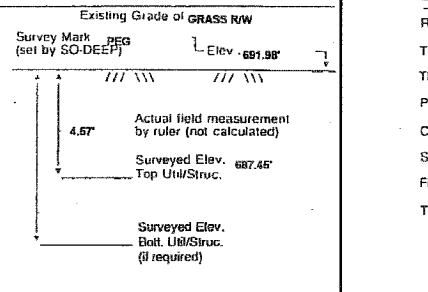 Existing Grade of GRASS R/W
Survey Mark PEG
(set by SO-DEEP)
Elev. 691.98'
4.57'
Actual field measurement
by ruler (not calculated)
Surveyed Elev. 687.45'
Top Util/Struc.
Surveyed Elev.
Bott. Util/Struc.
(if required)
R
T
T
P
C
S
F
T